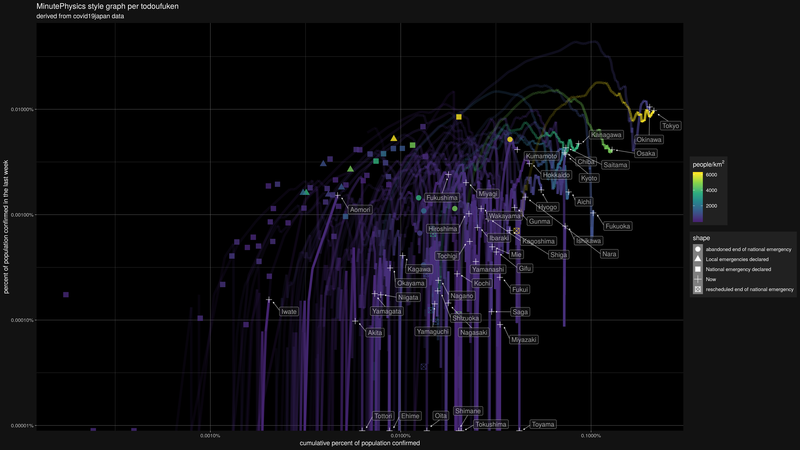 MinutePhysics style graph per todoufuken
derived from covid19japan data
percent of population confirmed in the last week
0.01000%
0.00100%
0.00010%
0.00001%
Kanagawa
Tokyo
Okinawa
Osaka
Kumamoto
Chiba
Saitama
Hokkaido
Kyoto
Fukushima
Miyagi
Aomori
Hyogo
Aichi
Wakayama
Gunma
Hiroshima
Fukuoka
Ibaraki
Kagoshima
Ishikawa
Tochigi
Mie
Shiga
Nara
Kagawa
Yamanashi
Gifu
Okayama
Kochi
Fukui
Niigata
Nagano
Iwate
Yamagata
Shizuoka
Saga
Akita
Yamaguchi
Nagasaki
Miyazaki
Tottori
Ehime
Oita
Shimane
Tokushima
Toyama
0.0010%
0.0100%
0.1000%
cumulative percent of population confirmed
people/km2
6000
4000
2000
shape
abandoned end of national emergency
Local emergencies declared
National emergency declared
Now
rescheduled end of national emergency